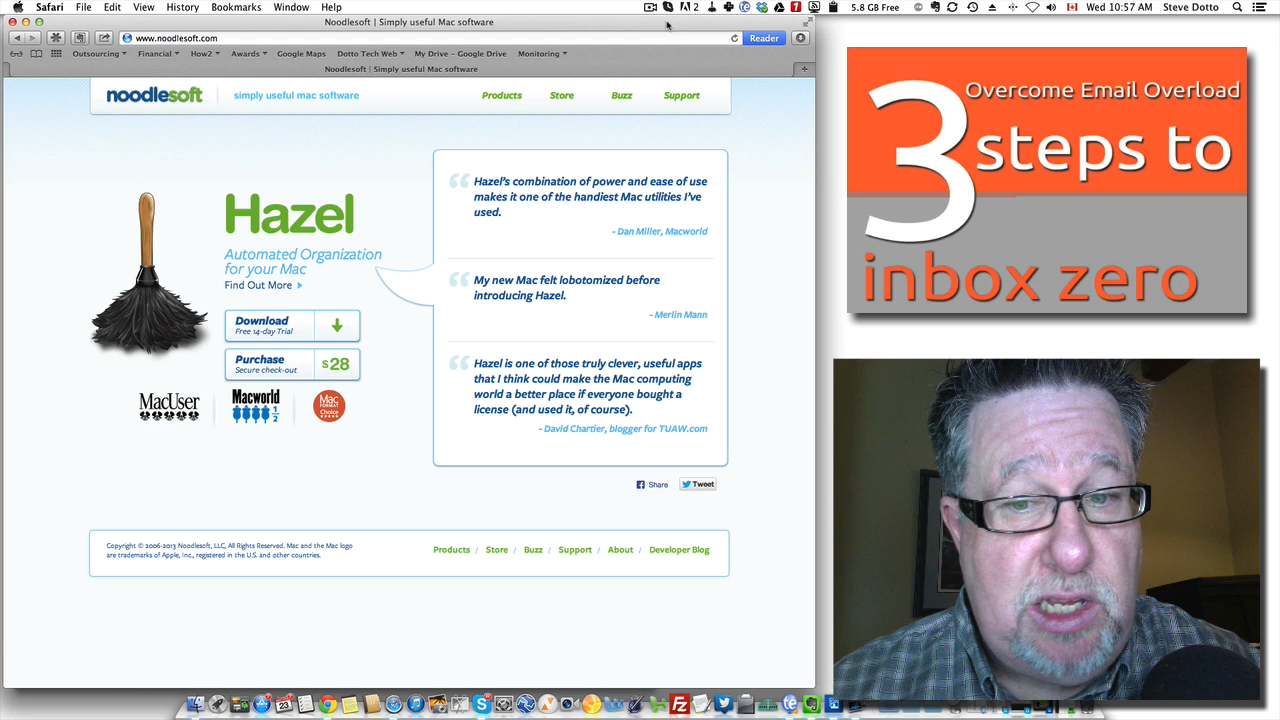 Safari File Edit View History Bookmarks Window Help
2
1
5.8 GB Free
Wed 10:57 AM Steve Dotto
Noodlesoft | Simply useful Mac software
www.noodlesoft.com
Reader
Outsourcing Financial How2 Awards Google Maps Dotto Tech Web My Drive – Google Drive Monitoring
Noodlesoft | Simply useful Mac software
noodlesoft
simply useful mac software
Products Store Buzz Support
Hazel
Automated Organization
for your Mac
Find Out More
Download
Free 14-day Trial
Purchase
Secure check-out
$28
MacUser
Macworld
1/2
Mac
FORMAT
Choice
Hazel's combination of power and ease of use
makes it one of the handiest Mac utilities I've
used.
- Dan Miller, Macworld
My new Mac felt lobotomized before
introducing Hazel.
- Merlin Mann
Hazel is one of those truly clever, useful apps
that I think could make the Mac computing
world a better place if everyone bought a
license (and used it, of course).
- David Chartier, blogger for TUAW.com
Share
Tweet
Copyright © 2006-2013 Noodlesoft, LLC, All Rights Reserved. Mac and the Mac logo
are trademarks of Apple, Inc., registered in the U.S. and other countries.
Products / Store / Buzz / Support / About / Developer Blog
Overcome Email Overload
3 steps to
inbox zero